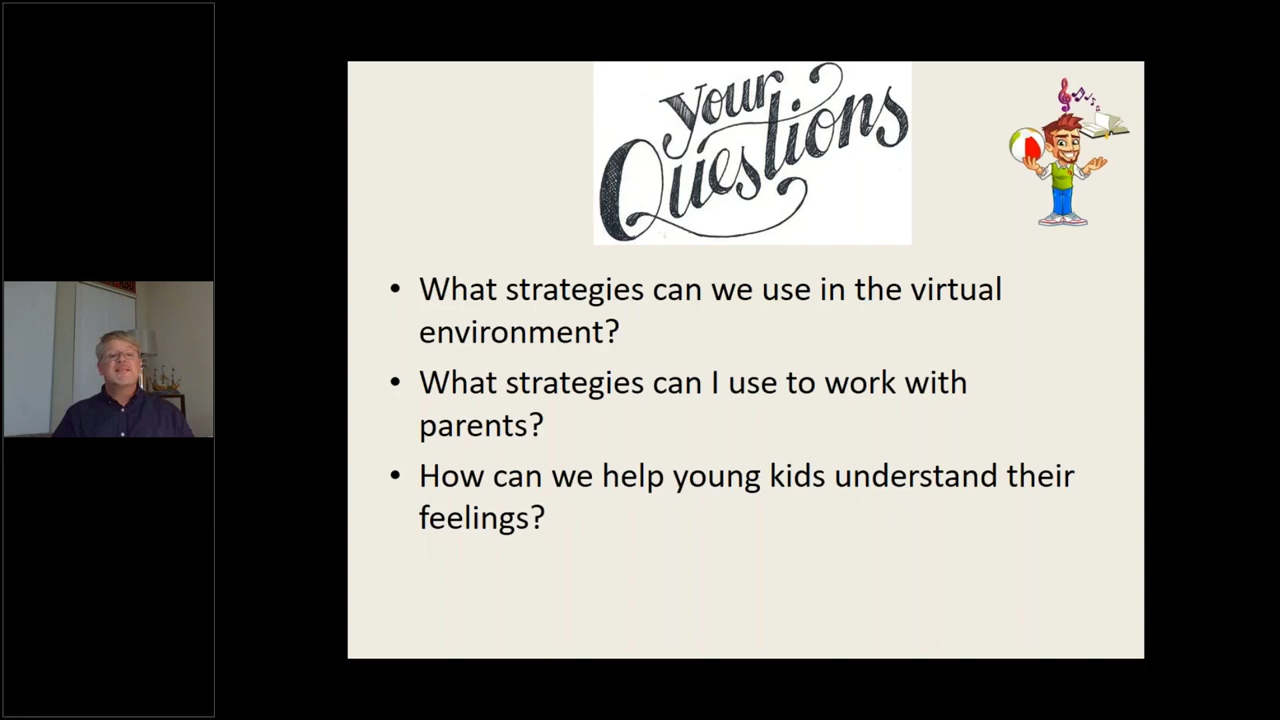 your
Questions
• What strategies can we use in the virtual
environment?
• What strategies can I use to work with
parents?
• How can we help young kids understand their
feelings?